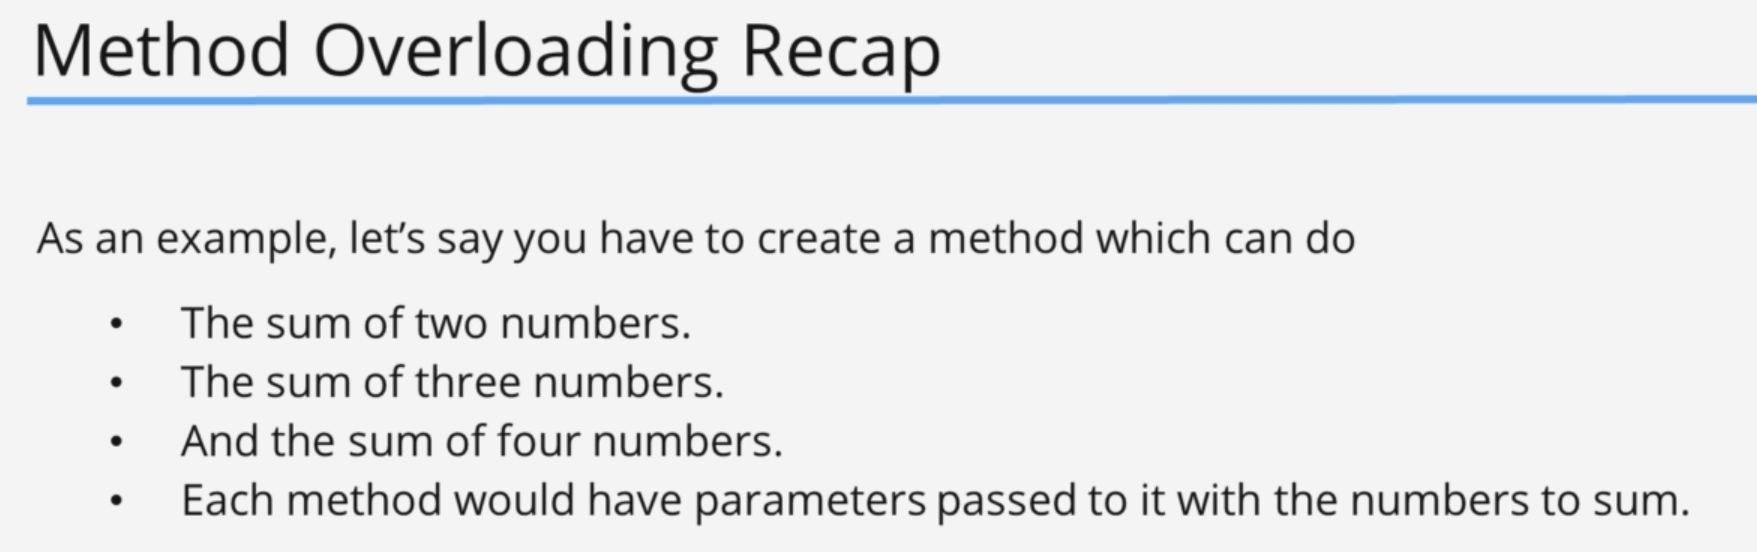 Method Overloading Recap
As an example, let’s say you have to create a method which can do
• The sum of two numbers.
• The sum of three numbers.
• And the sum of four numbers.
• Each method would have parameters passed to it with the numbers to sum.